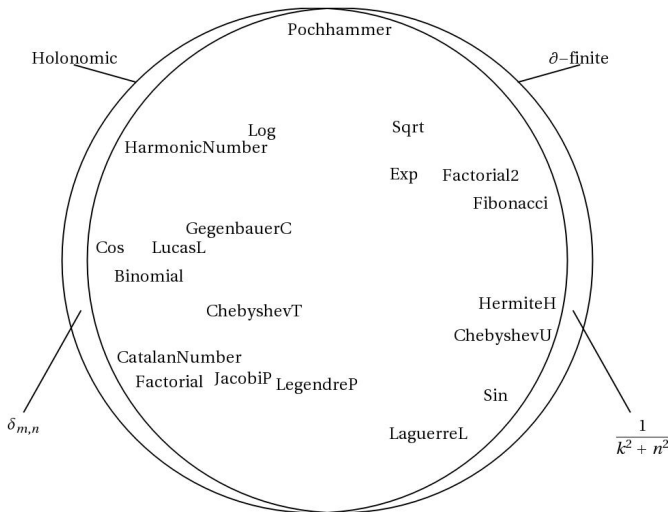 Pochhammer
Holonomic
∂−finite
Log
Sqrt
HarmonicNumber
Exp
Factorial2
Fibonacci
GegenbauerC
Cos
LucasL
Binomial
HermiteH
ChebyshevT
ChebyshevU
CatalanNumber
JacobiP
Factorial
LegendreP
Sin
δm,n
LaguerreL
1
k² + n²